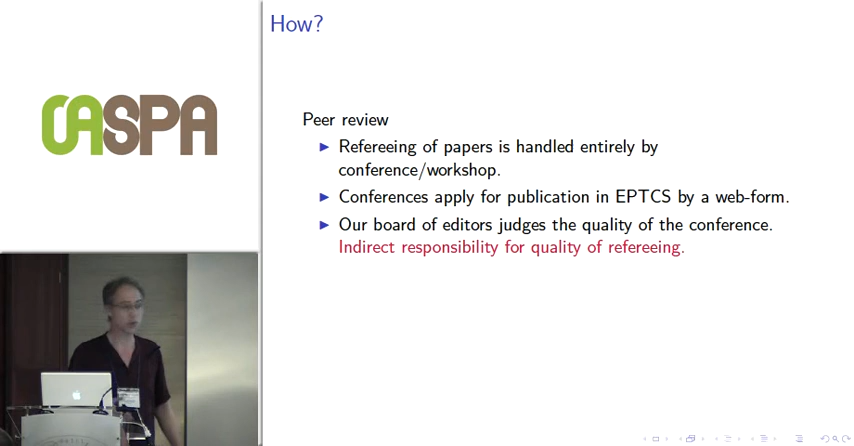 How?
OASPA
Peer review
Refereeing of papers is handled entirely by
conference/workshop.
Conferences apply for publication in EPTCS by a web-form.
Our board of editors judges the quality of the conference.
Indirect responsibility for quality of refereeing.